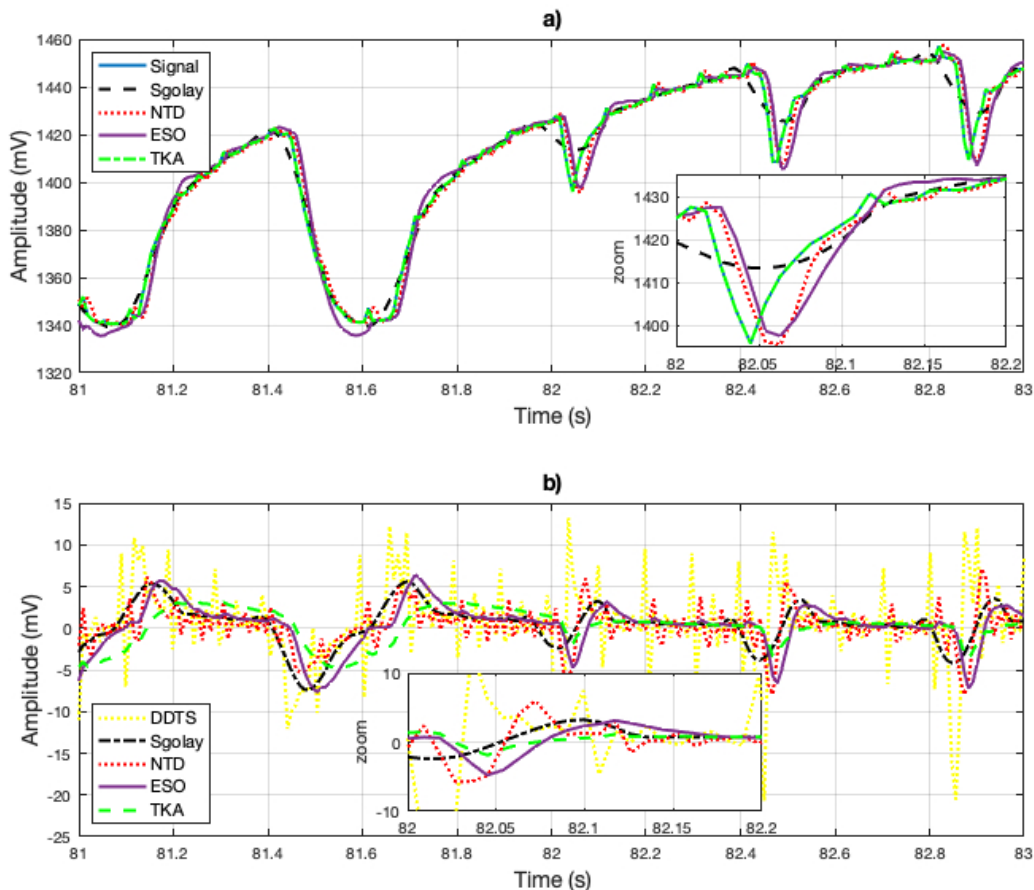 a)
1460
1440
1420
1400
1380
1360
1340
1320
Amplitude (mV)
Signal
Sgolay
NTD
ESO
TKA
1430
1420
1410
1400
zoom
82 82.05 82.1 82.15 82.2
81 81.2 81.4 81.6 81.8 82 82.2 82.4 82.6 82.8 83
Time (s)
b)
15
10
5
0
-5
-10
-15
-20
-25
Amplitude (mV)
DDTS
Sgolay
NTD
ESO
TKA
10
0
-10
zoom
82 82.05 82.1 82.15 82.2
81 81.2 81.4 81.6 81.8 82 82.2 82.4 82.6 82.8 83
Time (s)